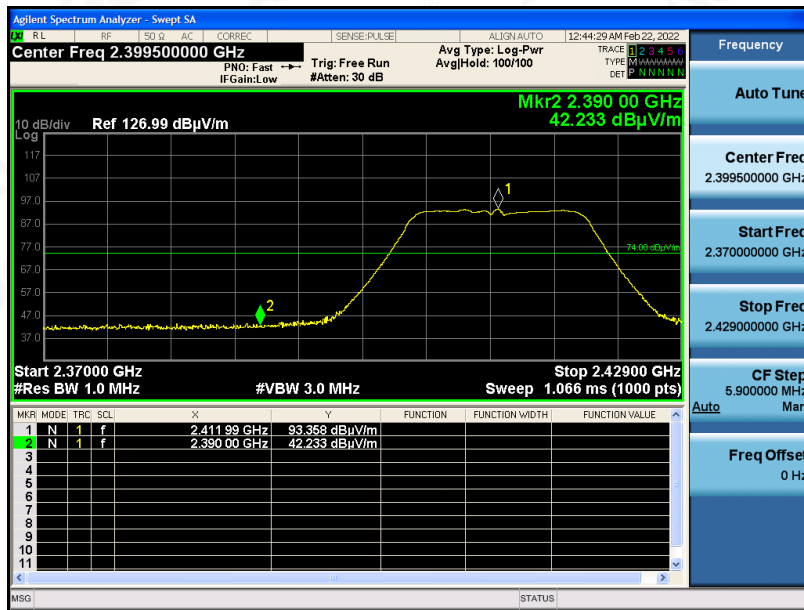 Agilent Spectrum Analyzer - Swept SA
LXI RL RF 50 Ω AC CORREC SENSE:PULSE ALIGN AUTO 12:44:29 AM Feb 22, 2022
Center Freq 2.399500000 GHz
PNO: Fast
IFGain:Low
Trig: Free Run
#Atten: 30 dB
Avg Type: Log-Pwr
Avg|Hold: 100/100
TRACE 1 2 3 4 5 6
TYPE M WWWWW
DET P N N N N N
Mkr2 2.390 00 GHz
42.233 dBµV/m
10 dB/div Ref 126.99 dBµV/m
Log
117
107
97.0
87.0
77.0
67.0
57.0
47.0
37.0
1
2
74.00 dBµV/m
Start 2.37000 GHz Stop 2.42900 GHz
#Res BW 1.0 MHz #VBW 3.0 MHz Sweep 1.066 ms (1000 pts)
MKR MODE TRC SCL X Y FUNCTION FUNCTION WIDTH FUNCTION VALUE
1 N 1 f 2.411 99 GHz 93.358 dBµV/m
2 N 1 f 2.390 00 GHz 42.233 dBµV/m
3
4
5
6
7
8
9
10
11
MSG STATUS
Frequency
Auto Tune
Center Freq
2.399500000 GHz
Start Freq
2.370000000 GHz
Stop Freq
2.429000000 GHz
CF Step
5.900000 MHz
Auto Man
Freq Offset
0 Hz